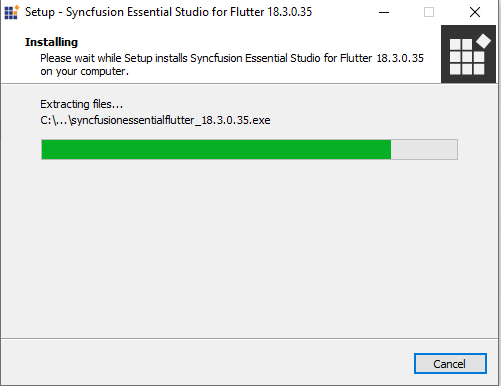 Setup - Syncfusion Essential Studio for Flutter 18.3.0.35
Installing
Please wait while Setup installs Syncfusion Essential Studio for Flutter 18.3.0.35
on your computer.
Extracting files...
C:\...\syncfusionessentialflutter_18.3.0.35.exe
Cancel